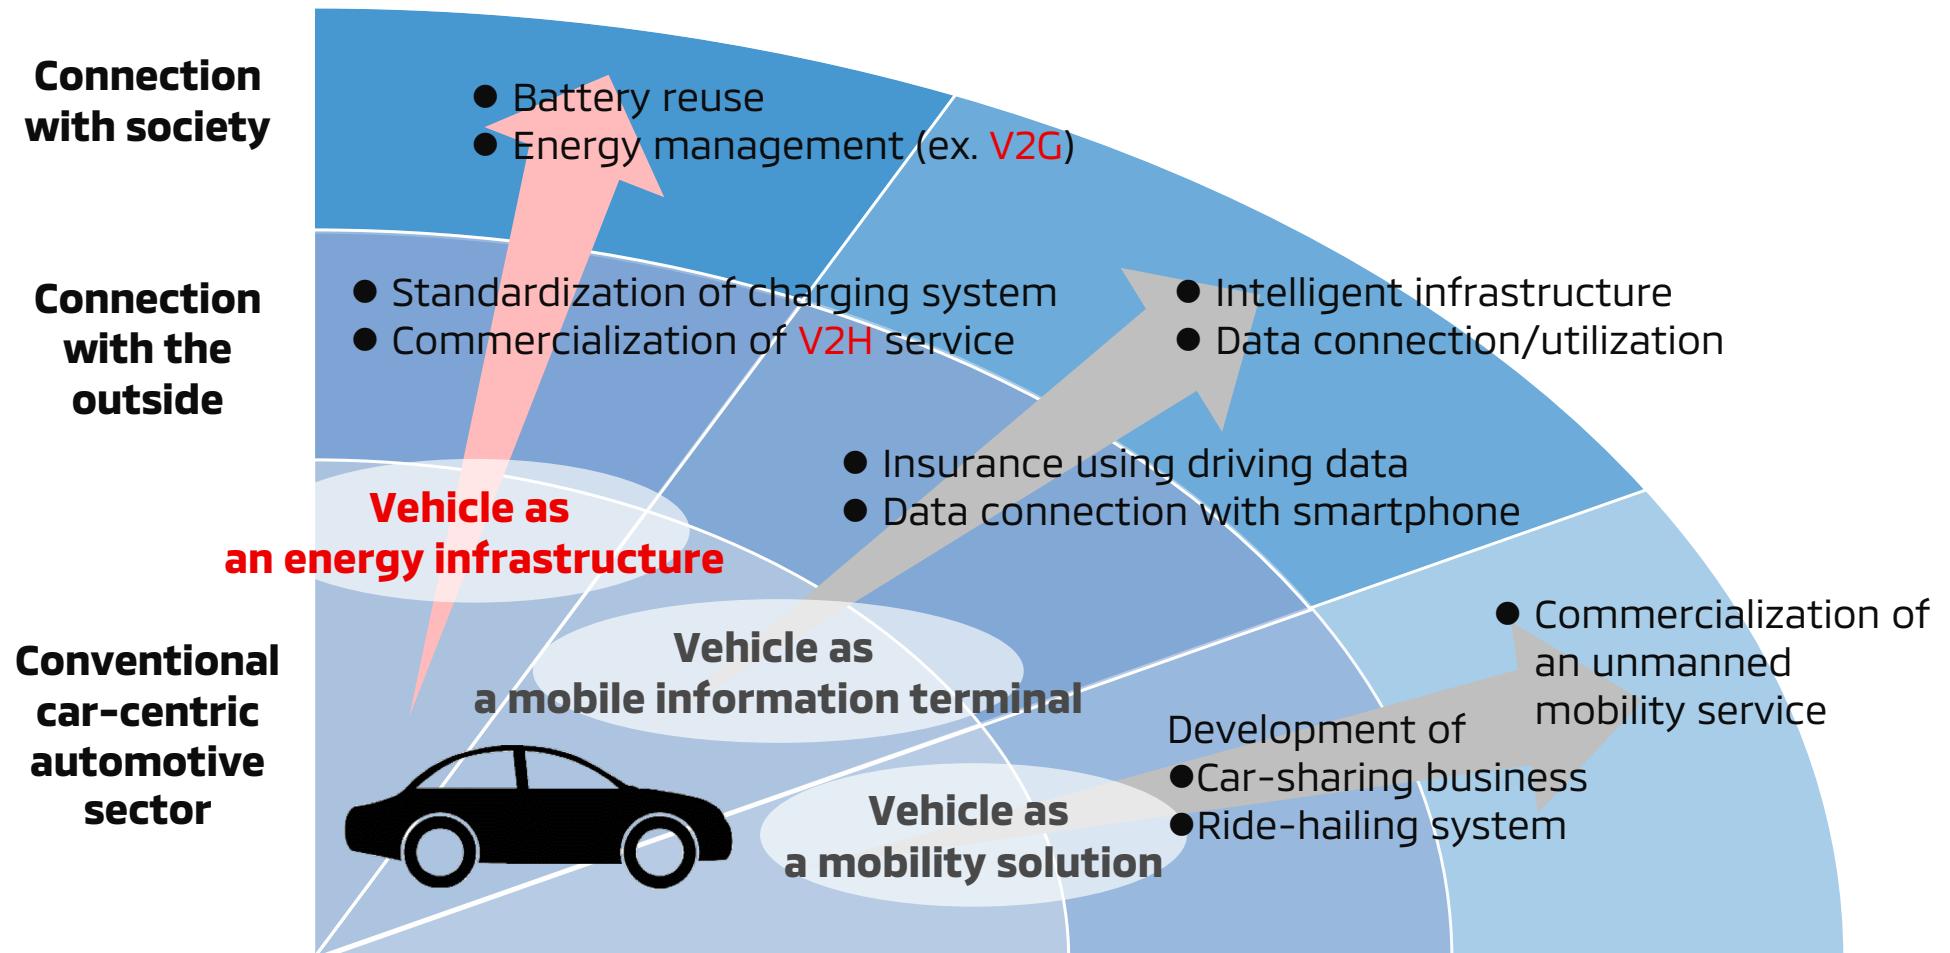 Connection
with society
● Battery reuse
● Energy management (ex. V2G)
Connection
with the
outside
● Standardization of charging system
● Commercialization of V2H service
● Intelligent infrastructure
● Data connection/utilization
● Insurance using driving data
● Data connection with smartphone
Vehicle as
an energy infrastructure
Vehicle as
a mobile information terminal
● Commercialization of
an unmanned
mobility service
Conventional
car-centric
automotive
sector
Development of
●Car-sharing business
●Ride-hailing system
Vehicle as
a mobility solution